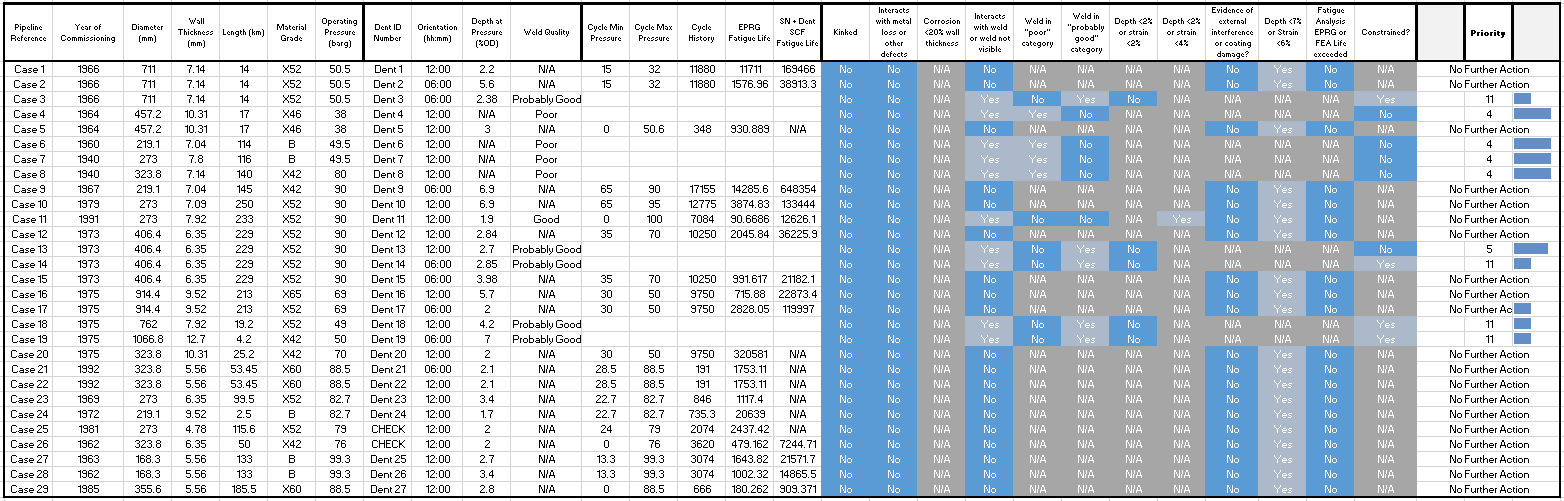 Pipeline Reference Year of Commissioning Diameter (mm) Wall Thickness (mm) Length (km) Material Grade Operating Pressure (barg) Dent ID Number Orientation (hh:mm) Depth at Pressure (%OD) Weld Quality Cycle Min Pressure Cycle Max Pressure Cycle History EPRG Fatigue Life SN + Dent SCF Fatigue Life Kinked Interacts with metal loss or other defects Corrosion <20% wall thickness Interacts with weld or weld not visible Weld in "poor" category Weld in "probably good" category Depth <2% or strain <2% Depth <2% or strain <4% Evidence of external interference or coating damage? Depth <7% or Strain <6% Fatigue Analysis EPRG or FEA Life exceeded Constrained? Priority
Case 1 1966 711 7.14 14 X52 50.5 Dent 1 12:00 2.2 N/A 15 32 11880 11711 169466 No No N/A No N/A N/A N/A N/A No Yes No N/A No Further Action
Case 2 1966 711 7.14 14 X52 50.5 Dent 2 06:00 5.6 N/A 15 32 11880 1576.96 38913.3 No No N/A No N/A N/A N/A N/A No Yes No N/A No Further Action
Case 3 1966 711 7.14 14 X52 50.5 Dent 3 06:00 2.38 Probably Good No No N/A Yes No Yes No N/A N/A N/A N/A Yes 11
Case 4 1964 457.2 10.31 17 X46 38 Dent 4 12:00 N/A Poor No No N/A Yes Yes No N/A N/A N/A N/A N/A No 4
Case 5 1964 457.2 10.31 17 X46 38 Dent 5 12:00 3 N/A 0 50.6 348 930.889 N/A No No N/A No N/A N/A N/A N/A No Yes No N/A No Further Action
Case 6 1960 219.1 7.04 114 B 49.5 Dent 6 12:00 N/A Poor No No N/A Yes Yes No N/A N/A N/A N/A N/A No 4
Case 7 1940 273 7.8 116 B 49.5 Dent 7 12:00 N/A Poor No No N/A Yes Yes No N/A N/A N/A N/A N/A No 4
Case 8 1940 323.8 7.14 140 X42 80 Dent 8 12:00 N/A Poor No No N/A Yes Yes No N/A N/A N/A N/A N/A No 4
Case 9 1967 219.1 7.04 145 X42 90 Dent 9 06:00 6.9 N/A 65 90 17155 14285.6 648354 No No N/A No N/A N/A N/A N/A No Yes No N/A No Further Action
Case 10 1979 273 7.09 250 X42 90 Dent 10 12:00 6.9 N/A 65 95 12775 3874.83 133444 No No N/A No N/A N/A N/A N/A No Yes No N/A No Further Action
Case 11 1991 273 7.92 233 X52 90 Dent 11 12:00 1.9 Good 0 100 7084 90.6686 12626.1 No No N/A Yes No No N/A Yes No Yes No N/A No Further Action
Case 12 1973 406.4 6.35 229 X52 90 Dent 12 12:00 2.84 N/A 35 70 10250 2045.84 36225.9 No No N/A No N/A N/A N/A N/A No Yes No N/A No Further Action
Case 13 1973 406.4 6.35 229 X52 90 Dent 13 12:00 2.7 Probably Good No No N/A Yes No Yes No N/A N/A N/A N/A No 5
Case 14 1973 406.4 6.35 229 X52 90 Dent 14 06:00 2.85 Probably Good No No N/A Yes No Yes No N/A N/A N/A N/A Yes 11
Case 15 1973 406.4 6.35 229 X52 90 Dent 15 06:00 3.98 N/A 35 70 10250 991.617 21182.1 No No N/A No N/A N/A N/A N/A No Yes No N/A No Further Action
Case 16 1975 914.4 9.52 213 X65 69 Dent 16 12:00 5.7 N/A 30 50 9750 715.88 22873.4 No No N/A No N/A N/A N/A N/A No Yes No N/A No Further Action
Case 17 1975 914.4 9.52 213 X52 69 Dent 17 06:00 2 N/A 30 50 9750 2828.05 119997 No No N/A No N/A N/A N/A N/A No Yes No N/A No Further Ac
Case 18 1975 762 7.92 19.2 X52 49 Dent 18 12:00 4.2 Probably Good No No N/A Yes No Yes No N/A N/A N/A N/A Yes 11
Case 19 1975 1066.8 12.7 4.2 X42 50 Dent 19 06:00 7 Probably Good No No N/A Yes No Yes No N/A N/A N/A N/A Yes 11
Case 20 1975 323.8 10.31 25.2 X42 70 Dent 20 12:00 2 N/A 30 50 9750 320581 N/A No No N/A No N/A N/A N/A N/A No Yes No N/A No Further Action
Case 21 1992 323.8 5.56 53.45 X60 88.5 Dent 21 06:00 2.1 N/A 28.5 88.5 191 1753.11 N/A No No N/A No N/A N/A N/A N/A No Yes No N/A No Further Action
Case 22 1992 323.8 5.56 53.45 X60 88.5 Dent 22 12:00 2.1 N/A 28.5 88.5 191 1753.11 N/A No No N/A No N/A N/A N/A N/A No Yes No N/A No Further Action
Case 23 1969 273 6.35 99.5 X52 82.7 Dent 23 12:00 3.4 N/A 22.7 82.7 846 1117.4 N/A No No N/A No N/A N/A N/A N/A No Yes No N/A No Further Action
Case 24 1972 219.1 9.52 2.5 B 82.7 Dent 24 12:00 1.7 N/A 22.7 82.7 735.3 20639 N/A No No N/A No N/A N/A N/A N/A No Yes No N/A No Further Action
Case 25 1981 273 4.78 115.6 X52 79 CHECK 12:00 2 N/A 24 79 2074 2437.42 N/A No No N/A No N/A N/A N/A N/A No Yes No N/A No Further Action
Case 26 1962 323.8 6.35 50 X42 76 CHECK 12:00 2 N/A 0 76 3620 479.162 7244.71 No No N/A No N/A N/A N/A N/A No Yes No N/A No Further Action
Case 27 1963 168.3 5.56 133 B 99.3 Dent 25 12:00 2.7 N/A 13.3 99.3 3074 1643.82 21571.7 No No N/A No N/A N/A N/A N/A No Yes No N/A No Further Action
Case 28 1962 168.3 5.56 133 B 99.3 Dent 26 12:00 3.4 N/A 13.3 99.3 3074 1002.32 14865.5 No No N/A No N/A N/A N/A N/A No Yes No N/A No Further Action
Case 29 1985 355.6 5.56 185.5 X60 88.5 Dent 27 12:00 2.8 N/A 0 88.5 666 180.262 909.371 No No N/A No N/A N/A N/A N/A No Yes No N/A No Further Action